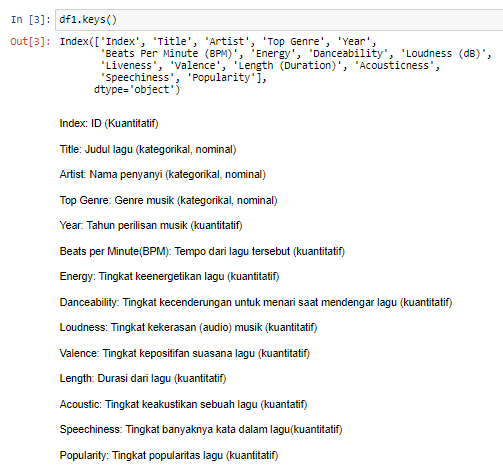 In [3]: df1.keys()
Out[3]: Index(['Index', 'Title', 'Artist', 'Top Genre', 'Year',
'Beats Per Minute (BPM)', 'Energy', 'Danceability', 'Loudness (dB)',
'Liveness', 'Valence', 'Length (Duration)', 'Acousticness',
'Speechiness', 'Popularity'],
dtype='object')
Index: ID (Kuantitatif)
Title: Judul lagu (kategorikal, nominal)
Artist: Nama penyanyi (kategorikal, nominal)
Top Genre: Genre musik (kategorikal, nominal)
Year: Tahun perilisan musik (kuantitatif)
Beats per Minute(BPM): Tempo dari lagu tersebut (kuantitatif)
Energy: Tingkat keenergetikan lagu (kuantitatif)
Danceability: Tingkat kecenderungan untuk menari saat mendengar lagu (kuantitatif)
Loudness: Tingkat kekerasan (audio) musik (kuantitatif)
Valence: Tingkat kepositifan suasana lagu (kuantitatif)
Length: Durasi dari lagu (kuantitatif)
Acoustic: Tingkat keakustikan sebuah lagu (kuantatif)
Speechiness: Tingkat banyaknya kata dalam lagu(kuantitatif)
Popularity: Tingkat popularitas lagu (kuantitatif)